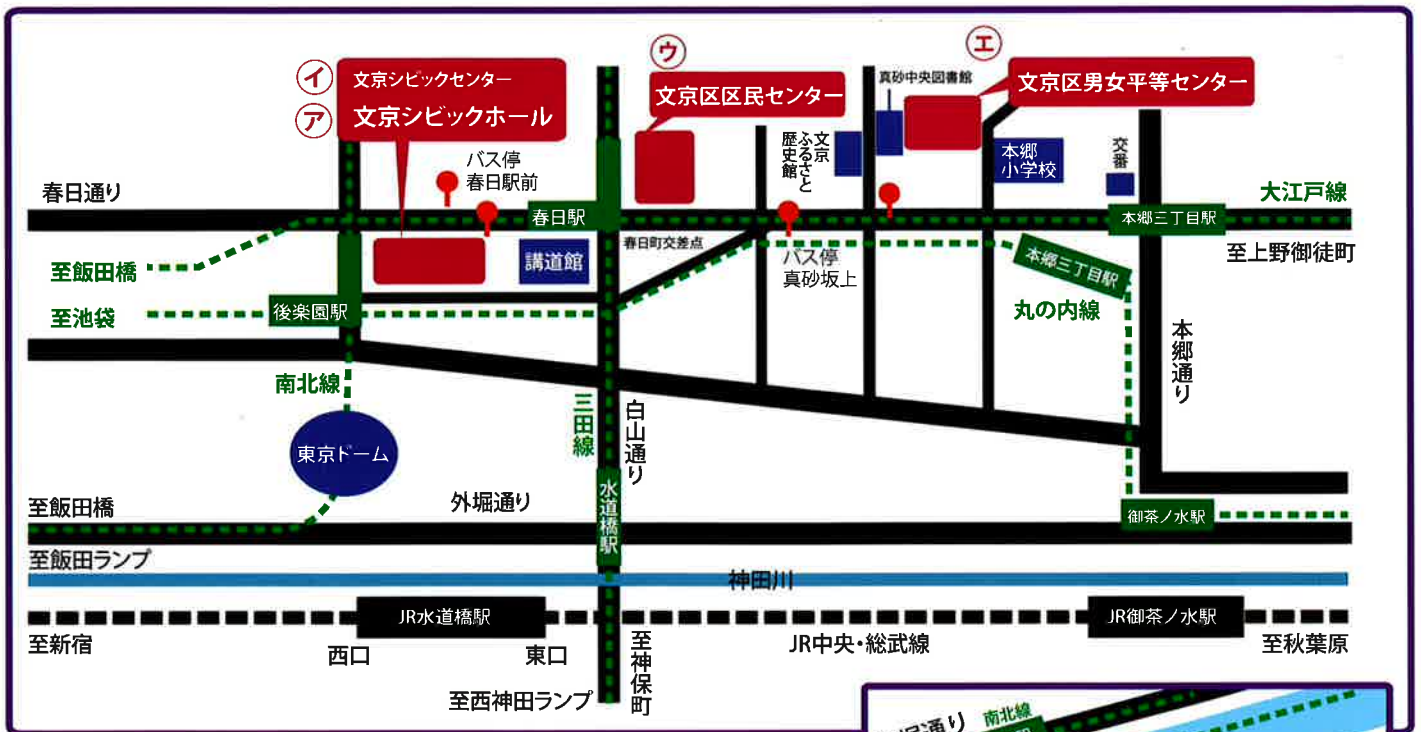 イ
文京シビックセンター
ア
文京シビックホール
ウ
文京区区民センター
エ
真砂中央図書館
文京区男女平等センター
バス停
春日駅前
文京
ふるさと
歴史館
本郷
小学校
交番
春日通り
春日駅
大江戸線
本郷三丁目駅
至上野御徒町
至飯田橋
講道館
春日町交差点
バス停
真砂坂上
本郷三丁目駅
丸の内線
至池袋
後楽園駅
本郷通り
南北線
三田線
白山通り
東京ドーム
至飯田橋
外堀通り
水道橋駅
御茶ノ水駅
至飯田ランプ
神田川
JR水道橋駅
JR御茶ノ水駅
至新宿
西口
東口
至神保町
JR中央・総武線
至秋葉原
至西神田ランプ
堀通り
南北線